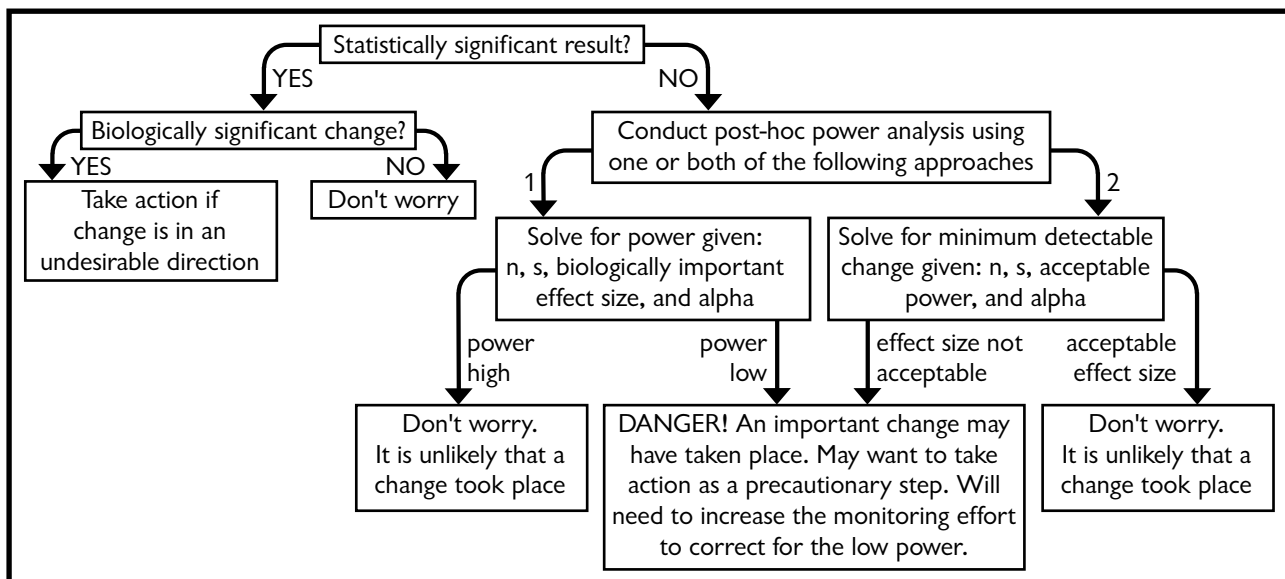 Statistically significant result?
YES
NO
Biologically significant change?
Conduct post-hoc power analysis using
one or both of the following approaches
YES
NO
1
2
Take action if
change is in an
undesirable direction
Don't worry
Solve for power given:
n, s, biologically important
effect size, and alpha
Solve for minimum detectable
change given: n, s, acceptable
power, and alpha
power
high
power
low
effect size not
acceptable
acceptable
effect size
Don't worry.
It is unlikely that a
change took place
DANGER! An important change may
have taken place. May want to take
action as a precautionary step. Will
need to increase the monitoring effort
to correct for the low power.
Don't worry.
It is unlikely that a
change took place